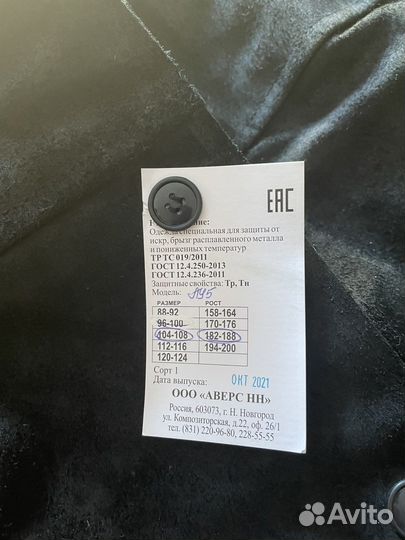 EAC
ние:
Одежда специальная для защиты от
искр, брызг расплавленного металла
и пониженных температур
ТР ТС 019/2011
ГОСТ 12.4.250-2013
ГОСТ 12.4.236-2011
Защитные свойства: Тр, Тн
Модель:
РАЗМЕР РОСТ
88-92 158-164
96-100 170-176
104-108 182-188
112-116 194-200
120-124
Сорт 1
Дата выпуска: ОКТ 2021
ООО «АВЕРС НН»
Россия, 603073, г. Н. Новгород
ул. Композиторская, д.22, оф. 26/1
тел. (831) 220-96-80, 228-55-55
Avito